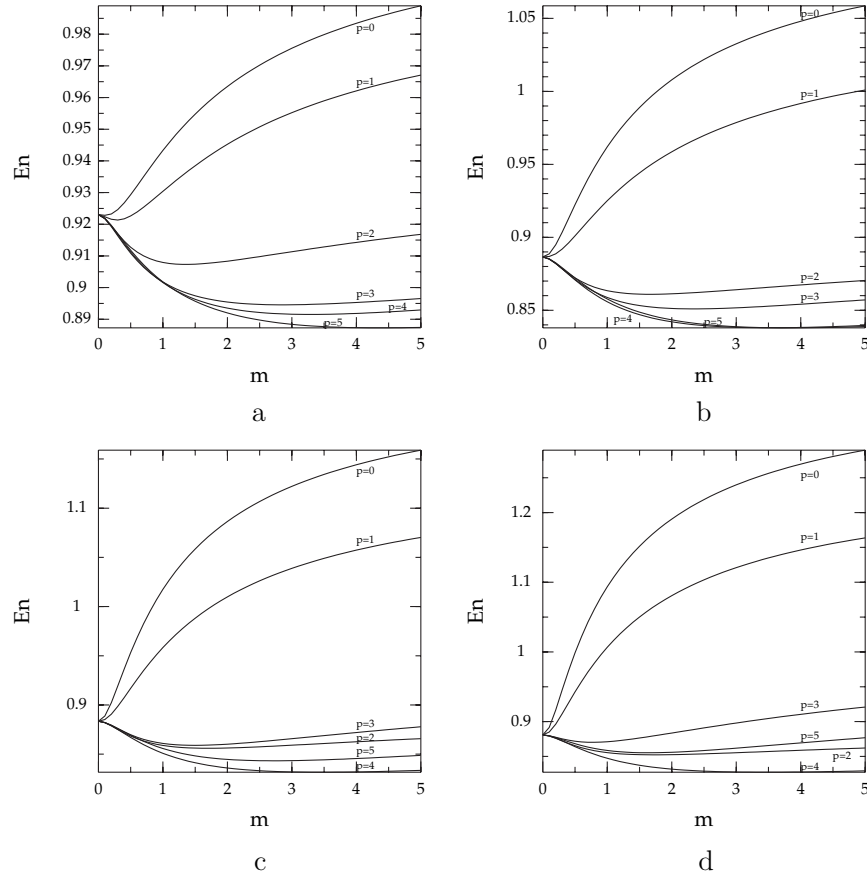 0.98
0.97
0.96
0.95
0.94
0.93
0.92
0.91
0.9
0.89
En
p=0
p=1
p=2
p=3
p=4
p=5
0 1 2 3 4 5
m
a
1.05
1
0.95
0.9
0.85
En
p=0
p=1
p=2
p=3
p=4
p=5
0 1 2 3 4 5
m
b
1.1
1
0.9
En
p=0
p=1
p=3
p=2
p=5
p=4
0 1 2 3 4 5
m
c
1.2
1.1
1
0.9
0.8
En
p=0
p=1
p=3
p=5
p=2
p=4
0 1 2 3 4 5
m
d